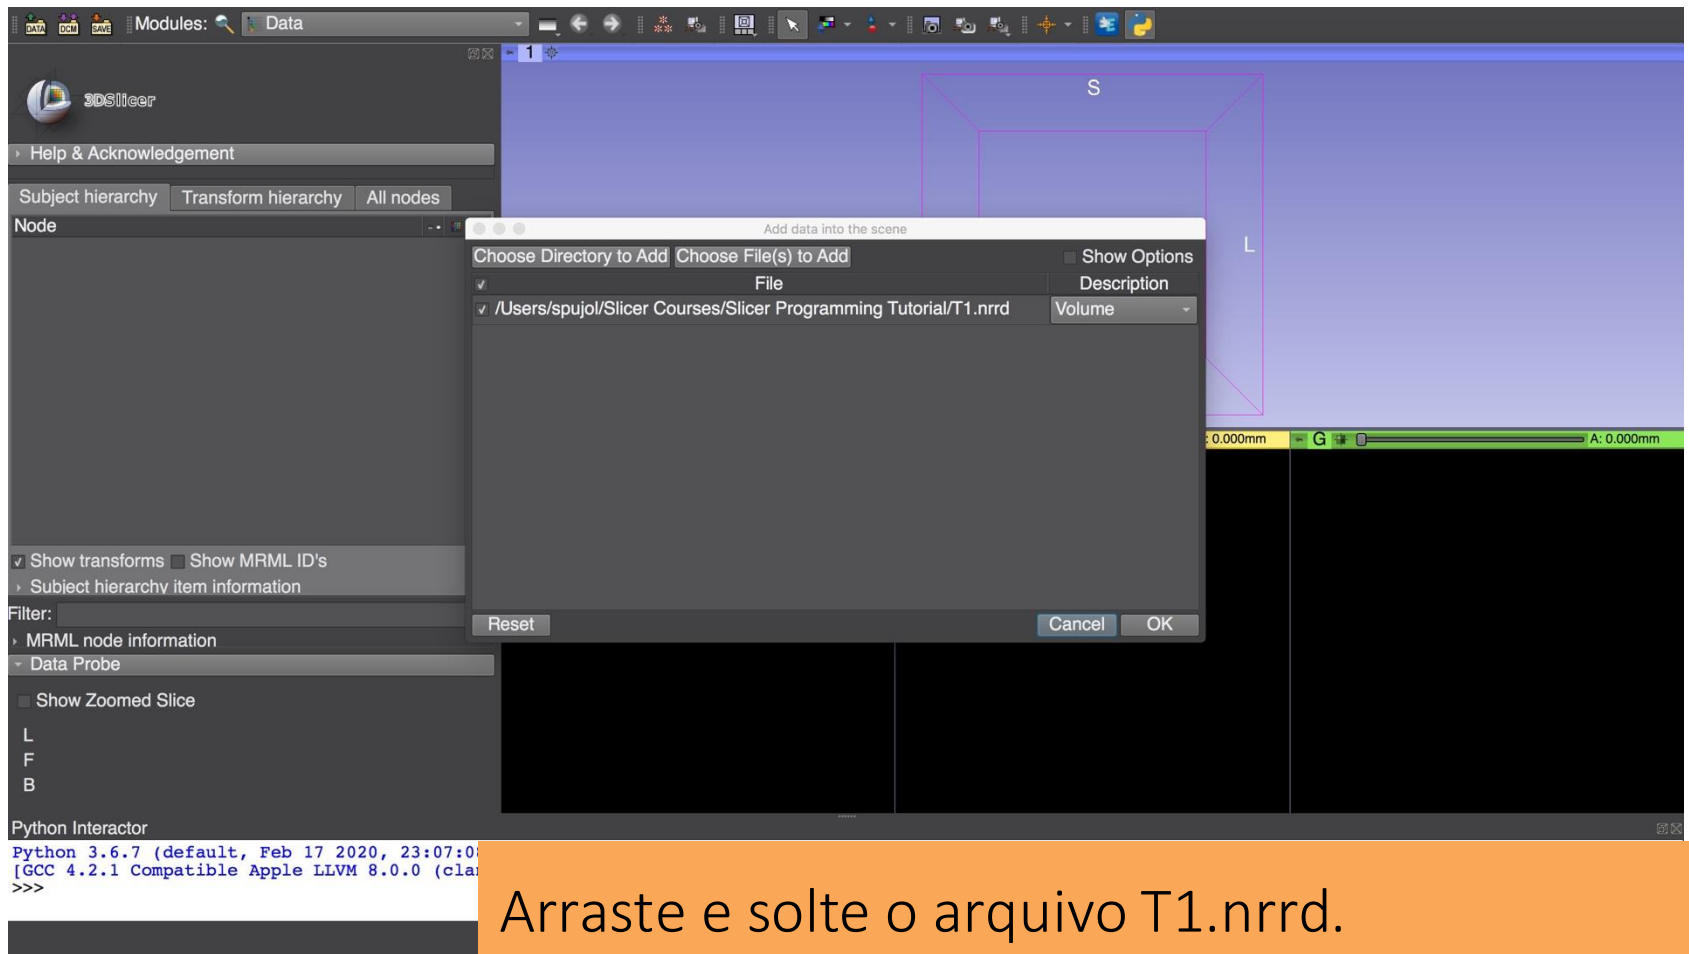 DATA DCM SAVE Modules: Data
1
3DSlicer
S
Help & Acknowledgement
Subject hierarchy Transform hierarchy All nodes
Node
Add data into the scene
L
Choose Directory to Add Choose File(s) to Add Show Options
File Description
/Users/spujol/Slicer Courses/Slicer Programming Tutorial/T1.nrrd Volume
: 0.000mm G A: 0.000mm
Show transforms Show MRML ID's
Subject hierarchy item information
Filter:
Reset Cancel OK
MRML node information
Data Probe
Show Zoomed Slice
L
F
B
Python Interactor
Python 3.6.7 (default, Feb 17 2020, 23:07:0
[GCC 4.2.1 Compatible Apple LLVM 8.0.0 (cla
>>>
Arraste e solte o arquivo T1.nrrd.